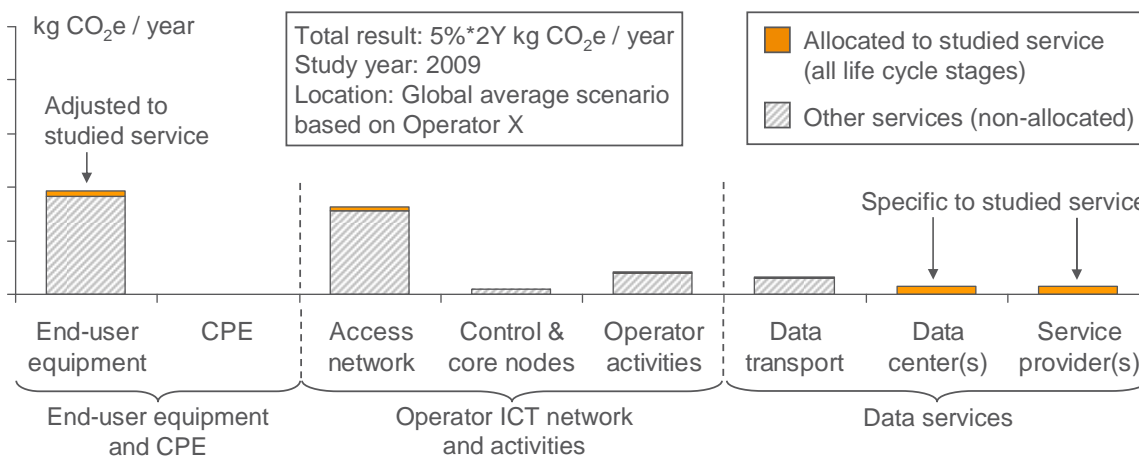 kg CO₂e / year
Total result: 5%*2Y kg CO₂e / year
Study year: 2009
Location: Global average scenario
based on Operator X
Allocated to studied service
(all life cycle stages)
Other services (non-allocated)
Adjusted to
studied service
Specific to studied service
End-user
equipment
CPE
Access
network
Control &
core nodes
Operator
activities
Data
transport
Data
center(s)
Service
provider(s)
End-user equipment
and CPE
Operator ICT network
and activities
Data services